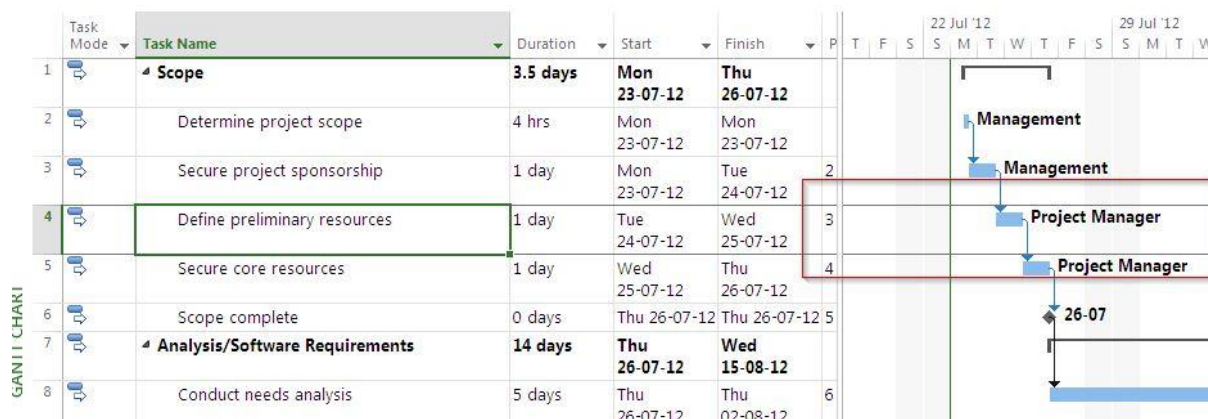 Task
Mode Task Name Duration Start Finish P 22 Jul '12 29 Jul '12
T F S S M T W T F S S M T W
1 Scope 3.5 days Mon Thu
23-07-12 26-07-12
2 Determine project scope 4 hrs Mon Mon Management
23-07-12 23-07-12
3 Secure project sponsorship 1 day Mon Tue 2 Management
23-07-12 24-07-12
4 Define preliminary resources 1 day Tue Wed 3 Project Manager
24-07-12 25-07-12
5 Secure core resources 1 day Wed Thu 4 Project Manager
25-07-12 26-07-12
6 Scope complete 0 days Thu 26-07-12 Thu 26-07-12 5 26-07
7 Analysis/Software Requirements 14 days Thu Wed
26-07-12 15-08-12
8 Conduct needs analysis 5 days Thu Thu 6
26-07-12 02-08-12
GANTT CHART